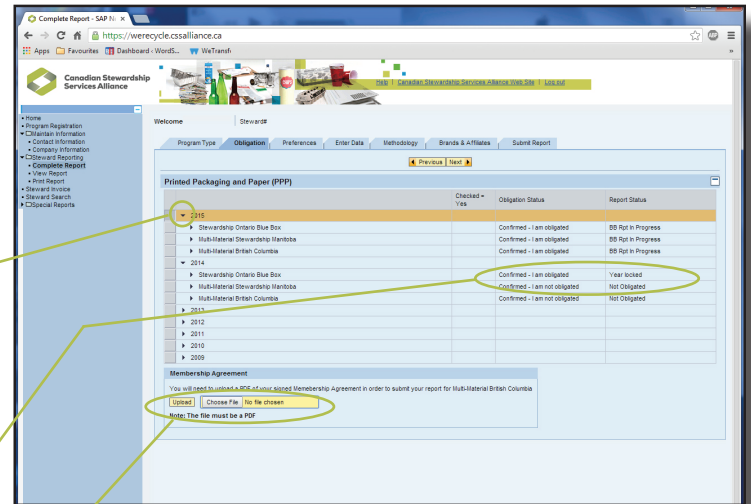 Complete Report - SAP N
https://werecycle.cssalliance.ca
Apps Favourites Dashboard ‹ WordS... WeTransf
Canadian Stewardship
Services Alliance
Help | Canadian Stewardship Services Alliance Web Site | Log out
Home
Program Registration
Maintain Information
Contact Information
Company Information
Steward Reporting
Complete Report
View Report
Print Report
Steward Invoice
Steward Search
Special Reports
Welcome Steward#
Program Type Obligation Preferences Enter Data Methodology Brands & Affiliates Submit Report
Previous Next
Printed Packaging and Paper (PPP)
Checked = Obligation Status Report Status
Yes
2015
Stewardship Ontario Blue Box Confirmed - I am obligated BB Rpt In Progress
Multi-Material Stewardship Manitoba Confirmed - I am obligated BB Rpt In Progress
Multi-Material British Columbia Confirmed - I am obligated BB Rpt In Progress
2014
Stewardship Ontario Blue Box Confirmed - I am obligated Year locked
Multi-Material Stewardship Manitoba Confirmed - I am not obligated Not Obligated
Multi-Material British Columbia Confirmed - I am not obligated Not Obligated
2013
2012
2011
2010
2009
Membership Agreement
You will need to upload a PDF of your signed Memebership Agreement in order to submit your report for Multi-Material British Columbia
Upload Choose File No file chosen
Note: The file must be a PDF